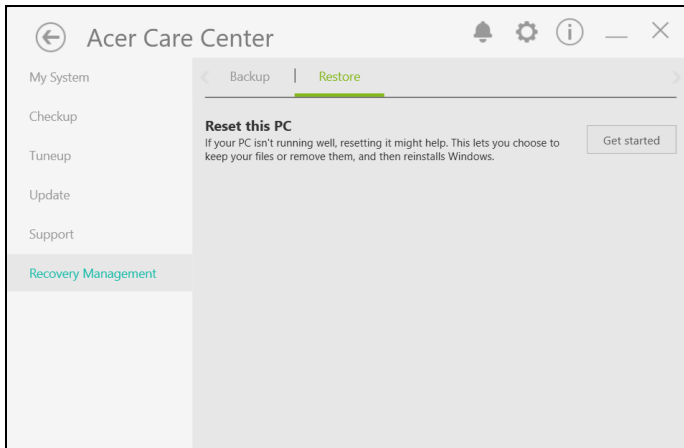 Acer Care Center
My System
Checkup
Tuneup
Update
Support
Recovery Management
Backup
Restore
Reset this PC
If your PC isn't running well, resetting it might help. This lets you choose to
keep your files or remove them, and then reinstalls Windows.
Get started